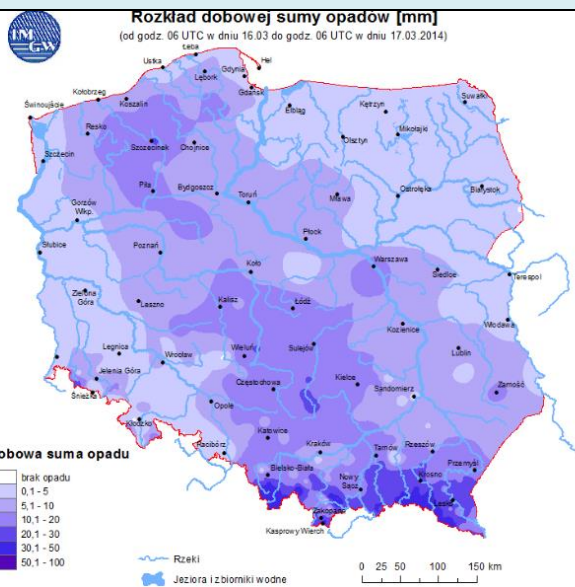 IM
GW
Rozkład dobowej sumy opadów [mm]
(od godz. 06 UTC w dniu 16.03 do godz. 06 UTC w dniu 17.03.2014)
Łeba
Hel
Ustka
Lębork
Gdynia
Gdańsk
Kołobrzeg
Koszalin
Świnoujście
Elbląg
Kętrzyn
Suwałki
Resko
Szczecinek
Chojnice
Olsztyn
Mikołajki
Szczecin
Piła
Bydgoszcz
Toruń
Mława
Ostrołęka
Białystok
Gorzów
Wlkp.
Płock
Słubice
Poznań
Koło
Warszawa
Siedlce
Terespol
Zielona
Góra
Leszno
Kalisz
Łódź
Kozienice
Włodawa
Legnica
Wrocław
Wieluń
Sulejów
Lublin
Jelenia Góra
Śnieżka
Częstochowa
Kielce
Sandomierz
Zamość
Kłodzko
Opole
Katowice
Racibórz
Kraków
Tarnów
Rzeszów
Przemyśl
Bielsko-Biała
Nowy
Sącz
Krosno
Lesko
Zakopane
Kasprowy Wierch
obowa suma opadu
brak opadu
0,1 - 5
5,1 - 10
10,1 - 20
20,1 - 30
30,1 - 50
50,1 - 100
Rzeki
Jeziora i zbiorniki wodne
0 25 50 100 150 km